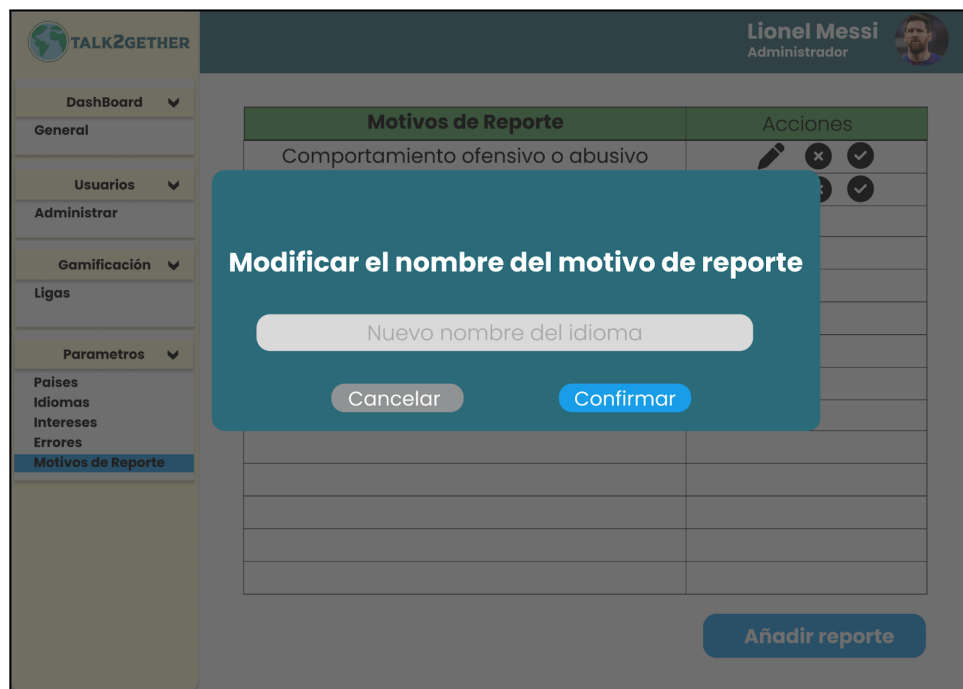 TALK2GETHER
Lionel Messi
Administrador
DashBoard
General
Usuarios
Administrar
Gamificación
Ligas
Parametros
Paises
Idiomas
Intereses
Errores
Motivos de Reporte
Motivos de Reporte
Acciones
Comportamiento ofensivo o abusivo
Modificar el nombre del motivo de reporte
Nuevo nombre del idioma
Cancelar
Confirmar
Añadir reporte